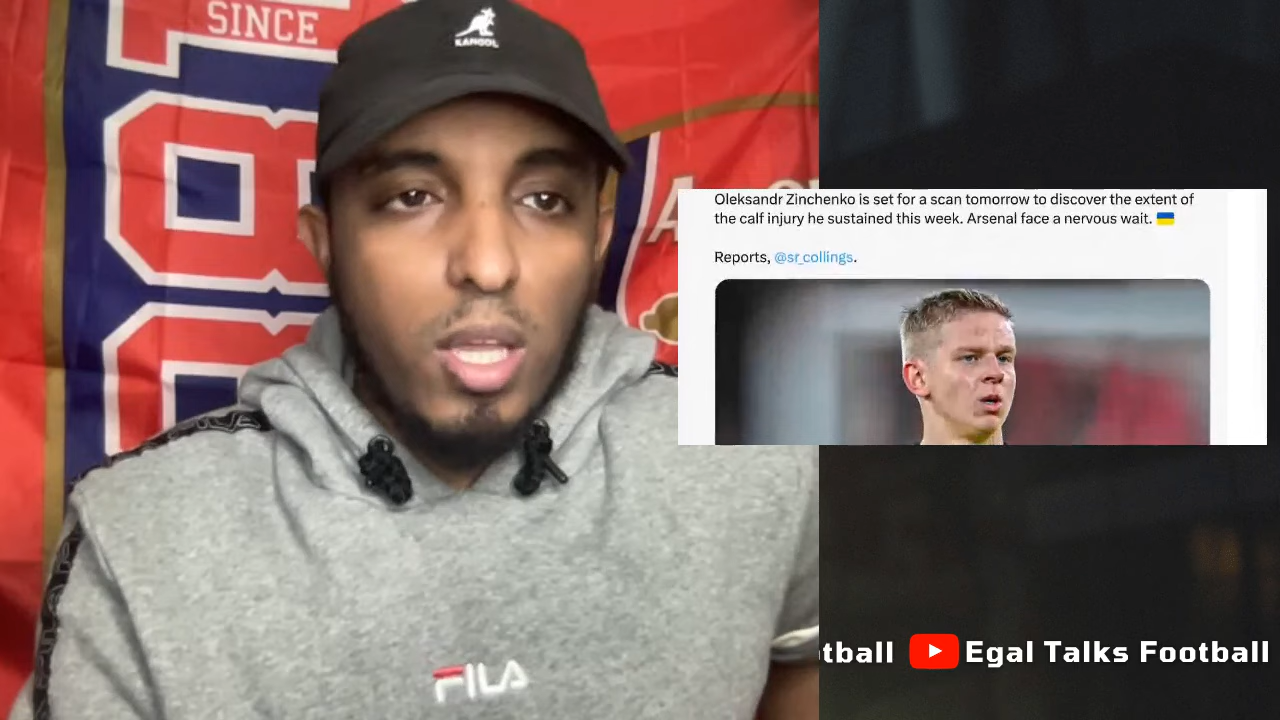 SINCE
KANGOL
Oleksandr Zinchenko is set for a scan tomorrow to discover the extent of
the calf injury he sustained this week. Arsenal face a nervous wait. 🇺🇦
Reports, @sr_collings.
tball Egal Talks Football
FILA